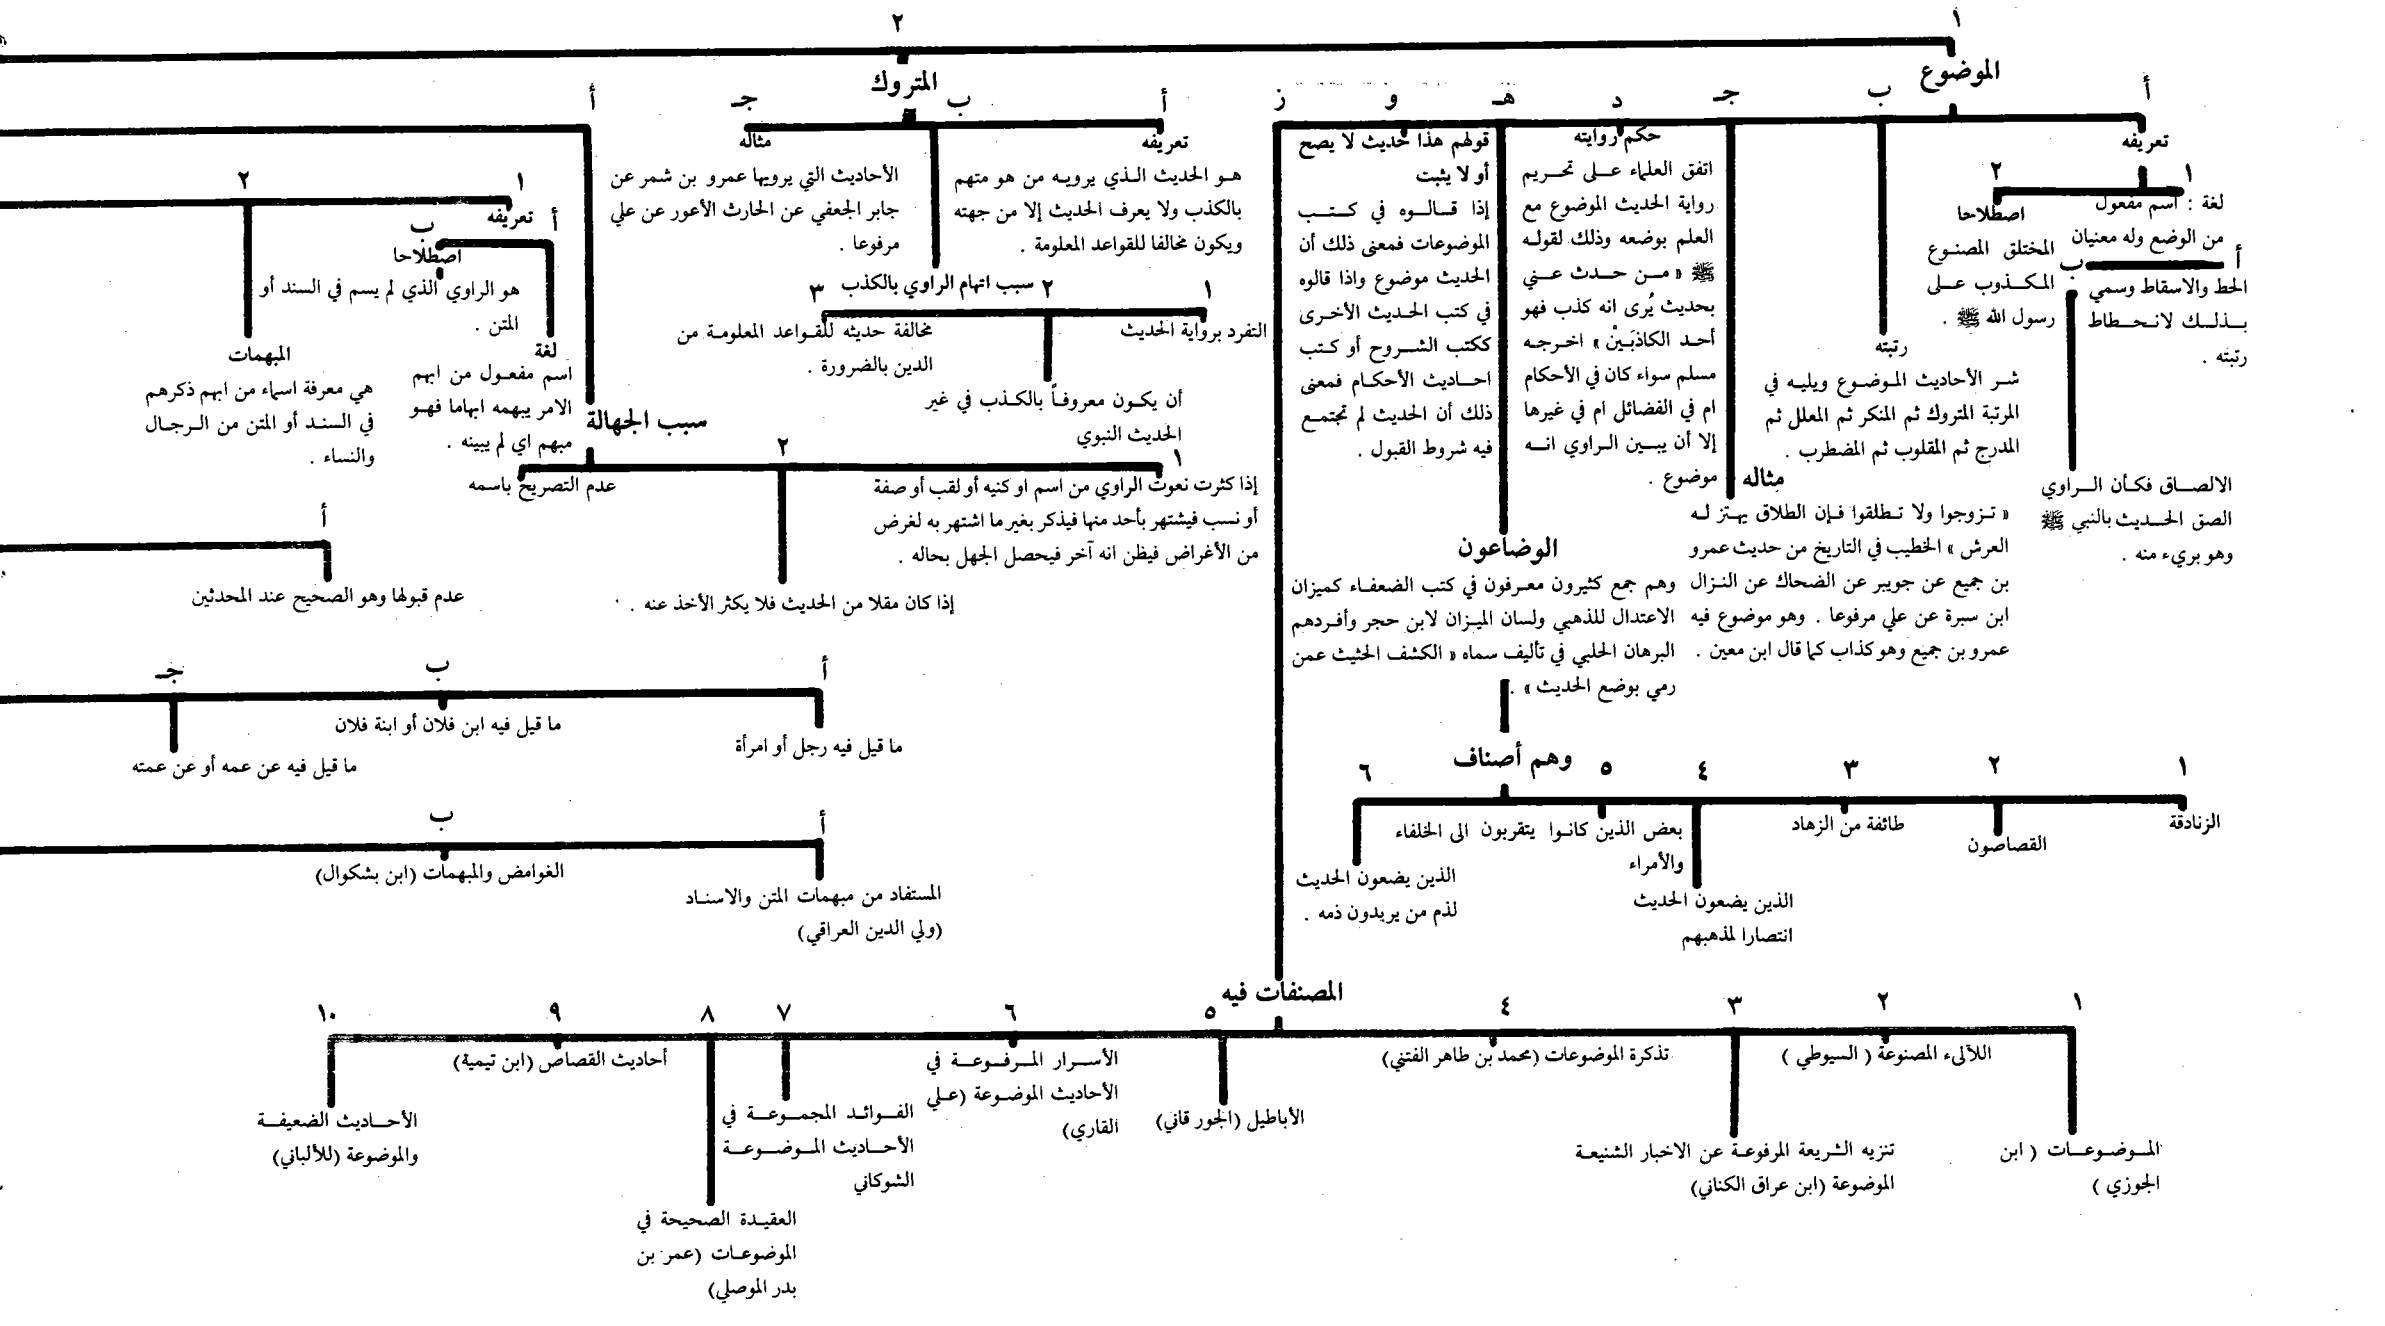 ١
الموضوع
أ
تعريفه
١
لغة : اسم مفعول
من الوضع وله معنيان
أ
الحط والاسقاط وسمي
بذلك لانحطاط
رتبته .
ب
الالصاق فكأن الراوي
الصق الحديث بالنبي ﷺ
وهو بريء منه .
٢
اصطلاحا
المختلق المصنوع
المكذوب على
رسول الله ﷺ .
ب
رتبته
شر الأحاديث الموضوع ويليه في
المرتبة المتروك ثم المنكر ثم المعلل ثم
المدرج ثم المقلوب ثم المضطرب .
جـ
مثاله
« تزوجوا ولا تطلقوا فإن الطلاق يهتز له
العرش » الخطيب في التاريخ من حديث عمرو
بن جميع عن جويبر عن الضحاك عن النزال
ابن سبرة عن علي مرفوعا . وهو موضوع فيه
عمرو بن جميع وهو كذاب كما قال ابن معين .
د
حكم روايته
اتفق العلماء على تحريم
رواية الحديث الموضوع مع
العلم بوضعه وذلك لقوله
ﷺ « من حدث عني
بحديث يُرى انه كذب فهو
أحد الكاذَبَيْن » اخرجه
مسلم سواء كان في الأحكام
ام في الفضائل ام في غيرها
إلا أن يبين الراوي انه
موضوع .
هـ
الوضاعون
وهم جمع كثيرون معرفون في كتب الضعفاء كميزان
الاعتدال للذهبي ولسان الميزان لابن حجر وأفردهم
البرهان الحلبي في تأليف سماه « الكشف الحثيث عمن
رمي بوضع الحديث » .
وهم أصناف
١
الزنادقة
٢
القصاصون
٣
طائفة من الزهاد
٤
الذين يضعون الحديث
انتصارا لمذهبهم
٥
بعض الذين كانوا يتقربون الى الخلفاء
والأمراء
٦
الذين يضعون الحديث
لذم من يريدون ذمه .
و
قولهم هذا حديث لا يصح
أو لا يثبت
إذا قالوه في كتب
الموضوعات فمعنى ذلك أن
الحديث موضوع واذا قالوه
في كتب الحديث الأخرى
ككتب الشروح أو كتب
احاديث الأحكام فمعنى
ذلك أن الحديث لم تجتمع
فيه شروط القبول .
ز
المصنفات فيه
١
الموضوعات ( ابن
الجوزي )
٢
اللآلىء المصنوعة ( السيوطي )
٣
تنزيه الشريعة المرفوعة عن الاخبار الشنيعة
الموضوعة (ابن عراق الكناني)
٤
تذكرة الموضوعات (محمد بن طاهر الفتني)
٥
الأباطيل (الجور قاني)
٦
الأسرار المرفوعة في
الأحاديث الموضوعة (علي
القاري)
٧
الفوائد المجموعة في
الأحاديث الموضوعة
الشوكاني
٨
العقيدة الصحيحة في
الموضوعات (عمر بن
بدر الموصلي)
٩
أحاديث القصاص (ابن تيمية)
١٠
الأحاديث الضعيفة
والموضوعة (للألباني)
٢
المتروك
أ
تعريفه
هو الحديث الذي يرويه من هو متهم
بالكذب ولا يعرف الحديث إلا من جهته
ويكون مخالفا للقواعد المعلومة .
ب
سبب اتهام الراوي بالكذب
١
التفرد برواية الحديث
٢
أن يكون معروفاً بالكذب في غير
الحديث النبوي
٣
مخالفة حديثه للقواعد المعلومة من
الدين بالضرورة .
جـ
مثاله
الأحاديث التي يرويها عمرو بن شمر عن
جابر الجعفي عن الحارث الأعور عن علي
مرفوعا .
أ
سبب الجهالة
١
إذا كثرت نعوت الراوي من اسم او كنيه أو لقب أو صفة
أو نسب فيشتهر بأحد منها فيذكر بغير ما اشتهر به لغرض
من الأغراض فيظن انه آخر فيحصل الجهل بحاله .
٢
إذا كان مقلا من الحديث فلا يكثر الأخذ عنه .
عدم التصريح باسمه
١
تعريفه
أ
لغة
اسم مفعول من ابهم
الامر يبهمه ابهاما فهو
مبهم اي لم يبينه .
ب
اصطلاحا
هو الراوي الذي لم يسم في السند أو
المتن .
٢
المبهمات
هي معرفة اسماء من ابهم ذكرهم
في السند أو المتن من الرجال
والنساء .
أ
عدم قبولها وهو الصحيح عند المحدثين
أ
ما قيل فيه رجل أو امرأة
ب
ما قيل فيه ابن فلان أو ابنة فلان
جـ
ما قيل فيه عن عمه أو عن عمته
أ
المستفاد من مبهمات المتن والاسناد
(ولي الدين العراقي)
ب
الغوامض والمبهمات (ابن بشكوال)